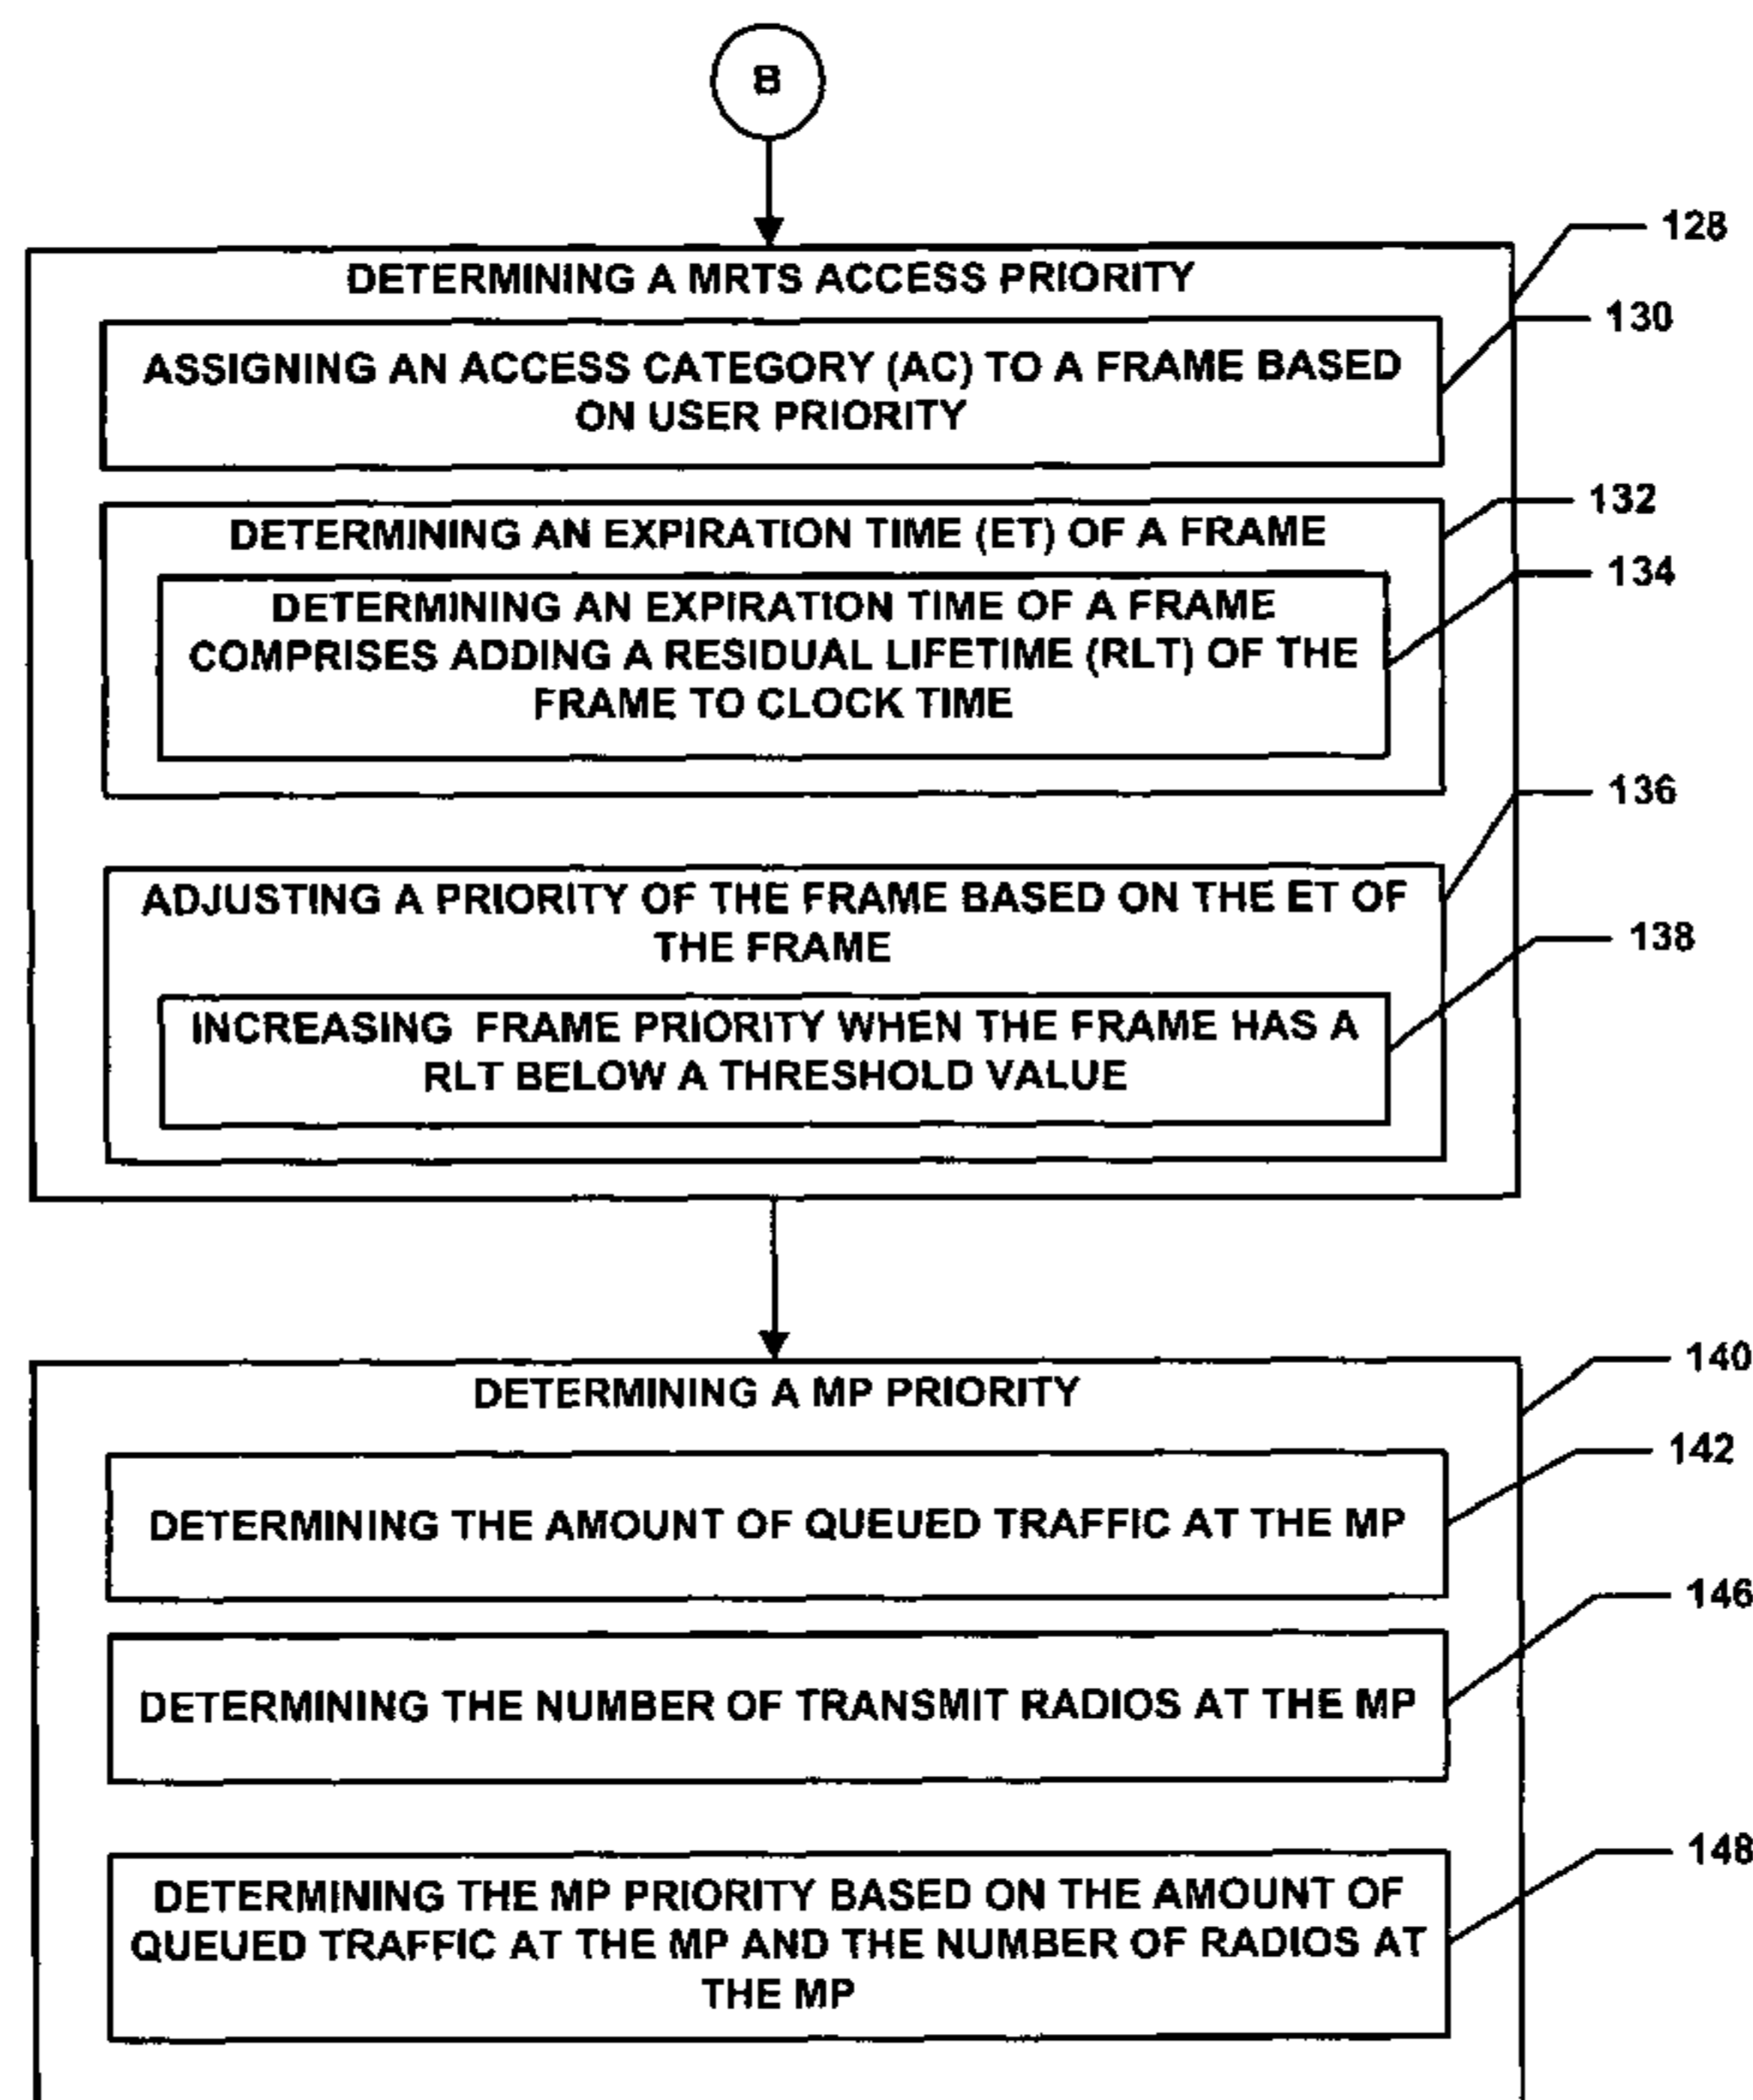 B
DETERMINING A MRTS ACCESS PRIORITY
128
130
ASSIGNING AN ACCESS CATEGORY (AC) TO A FRAME BASED
ON USER PRIORITY
132
DETERMINING AN EXPIRATION TIME (ET) OF A FRAME
134
DETERMINING AN EXPIRATION TIME OF A FRAME
COMPRISES ADDING A RESIDUAL LIFETIME (RLT) OF THE
FRAME TO CLOCK TIME
136
ADJUSTING A PRIORITY OF THE FRAME BASED ON THE ET OF
THE FRAME
138
INCREASING FRAME PRIORITY WHEN THE FRAME HAS A
RLT BELOW A THRESHOLD VALUE
140
DETERMINING A MP PRIORITY
142
DETERMINING THE AMOUNT OF QUEUED TRAFFIC AT THE MP
146
DETERMINING THE NUMBER OF TRANSMIT RADIOS AT THE MP
148
DETERMINING THE MP PRIORITY BASED ON THE AMOUNT OF
QUEUED TRAFFIC AT THE MP AND THE NUMBER OF RADIOS AT
THE MP